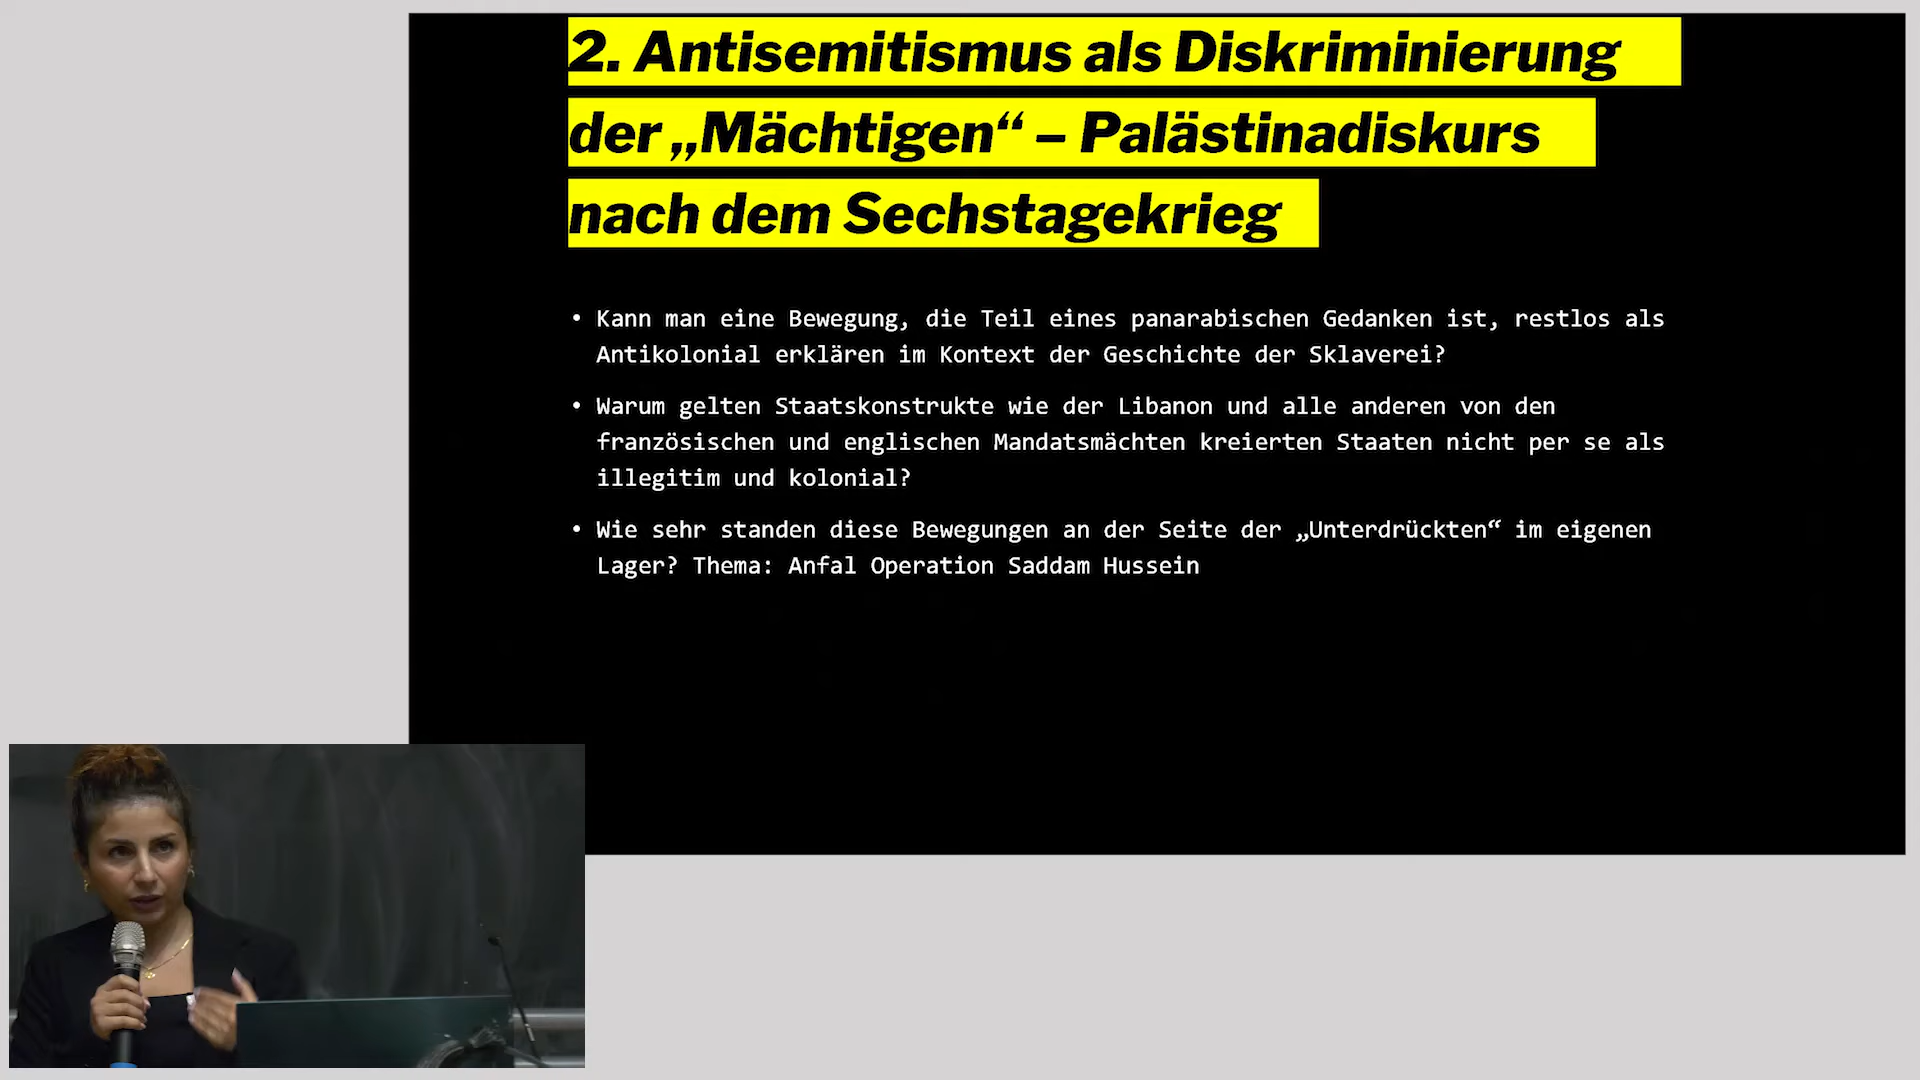 2. Antisemitismus als Diskriminierung
der „Mächtigen“ – Palästinadiskurs
nach dem Sechstagekrieg
• Kann man eine Bewegung, die Teil eines panarabischen Gedanken ist, restlos als
Antikolonial erklären im Kontext der Geschichte der Sklaverei?
• Warum gelten Staatskonstrukte wie der Libanon und alle anderen von den
französischen und englischen Mandatsmächten kreierten Staaten nicht per se als
illegitim und kolonial?
• Wie sehr standen diese Bewegungen an der Seite der „Unterdrückten“ im eigenen
Lager? Thema: Anfal Operation Saddam Hussein